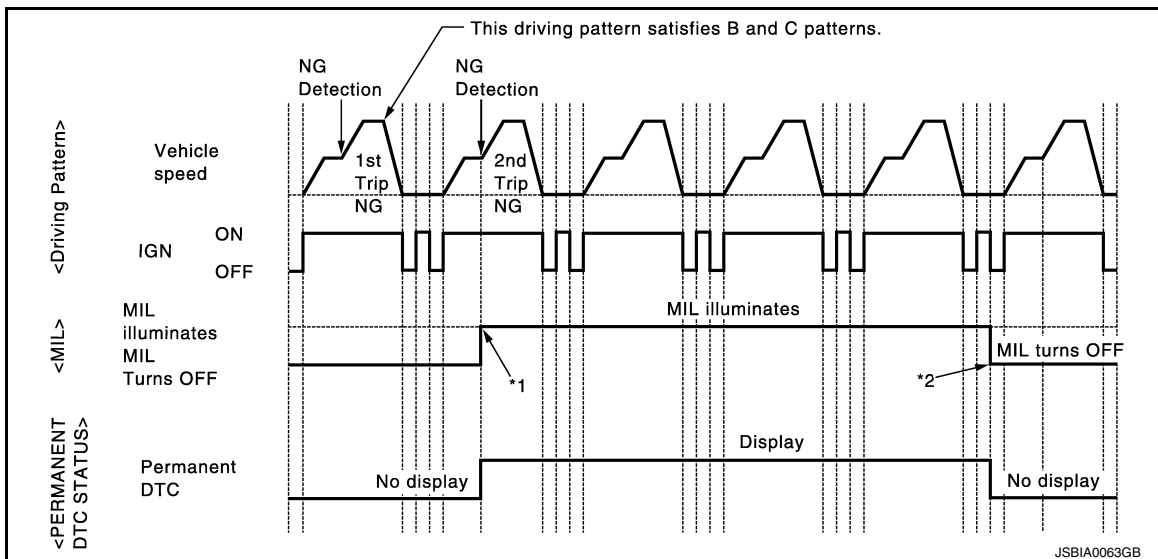 This driving pattern satisfies B and C patterns.
NG
Detection
NG
Detection
<Driving Pattern>
Vehicle
speed
1st
Trip
NG
2nd
Trip
NG
IGN
ON
OFF
<MIL>
MIL
illuminates
MIL
Turns OFF
MIL illuminates
*1
*2
MIL turns OFF
<PERMANENT
DTC STATUS>
Permanent
DTC
No display
Display
No display
JSBIA0063GB